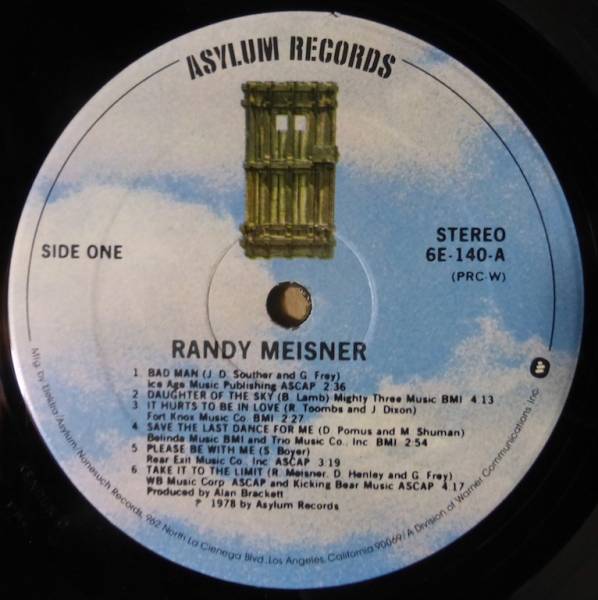 ASYLUM RECORDS
SIDE ONE
STEREO
6E-140-A
(PRC-W)
RANDY MEISNER
1 BAD MAN (J. D. Souther and G. Frey)
Ice Age Music Publishing ASCAP 2:36
2 DAUGHTER OF THE SKY (B. Lamb) Mighty Three Music BMI 4:13
3 IT HURTS TO BE IN LOVE (R. Toombs and J. Dixon)
Fort Knox Music Co. BMI 2:27
4 SAVE THE LAST DANCE FOR ME (D. Pomus and M. Shuman)
Belinda Music BMI and Trio Music Co., Inc. BMI 2:54
5 PLEASE BE WITH ME (S. Boyer)
Rear Exit Music Co., Inc. ASCAP 3:19
6 TAKE IT TO THE LIMIT (R. Meisner, D. Henley and G. Frey)
WB Music Corp. ASCAP and Kicking Bear Music ASCAP 4:17
Produced by Alan Brackett
℗ 1978 by Asylum Records
Mfg. by Elektra/Asylum/Nonesuch Records, 962 North La Cienega Blvd., Los Angeles, California 90069/A Division of Warner Communications Inc.